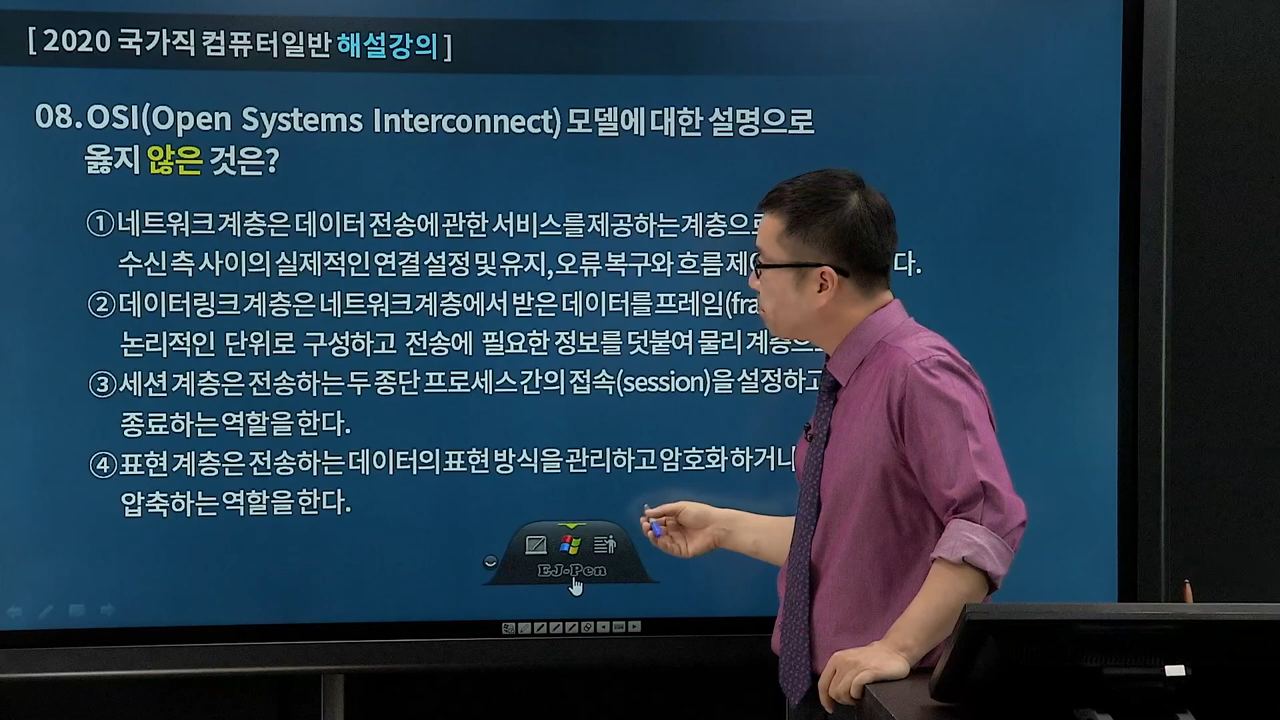 [ 2020 국가직 컴퓨터일반 해설강의 ]
08. OSI(Open Systems Interconnect) 모델에 대한 설명으로
옳지 않은 것은?
① 네트워크 계층은 데이터 전송에 관한 서비스를 제공하는 계층으로
수신 측 사이의 실제적인 연결 설정 및 유지, 오류 복구와 흐름 제어 다.
② 데이터링크 계층은 네트워크 계층에서 받은 데이터를 프레임(fra
논리적인 단위로 구성하고 전송에 필요한 정보를 덧붙여 물리 계층으로
③ 세션 계층은 전송하는 두 종단 프로세스 간의 접속(session)을 설정하고
종료하는 역할을 한다.
④ 표현 계층은 전송하는 데이터의 표현 방식을 관리하고 암호화하거나
압축하는 역할을 한다.
EJ-Pen